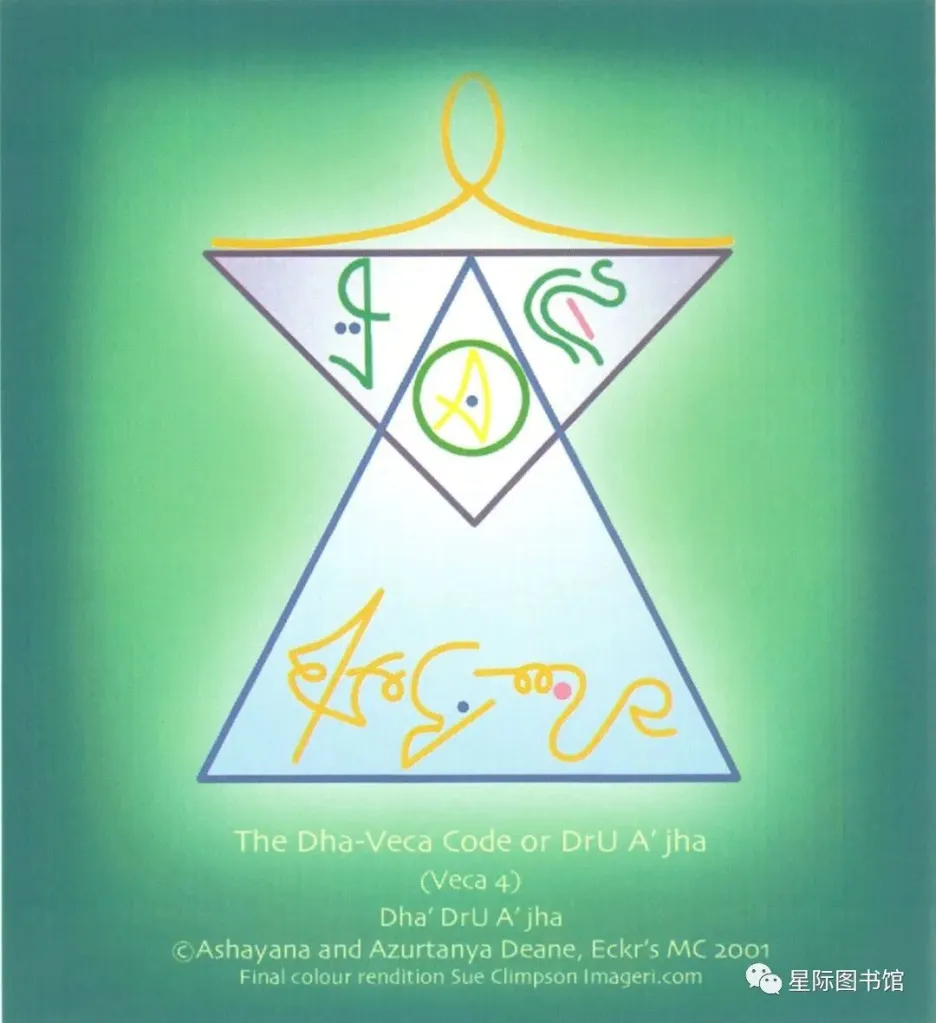 The Dha-Veca Code or DrU A' jha
(Veca 4)
Dha' DrU A' jha
©Ashayana and Azurtanya Deane, Eckr's MC 2001
Final colour rendition Sue Climpson Imageri.com
星际图书馆